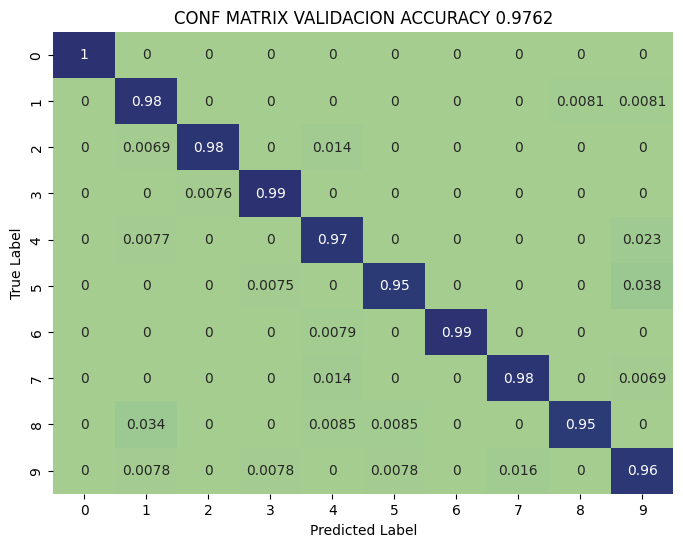 CONF MATRIX VALIDACION ACCURACY 0.9762
0 1 0 0 0 0 0 0 0 0 0
1 0 0.98 0 0 0 0 0 0 0.0081 0.0081
2 0 0.0069 0.98 0 0.014 0 0 0 0 0
3 0 0 0.0076 0.99 0 0 0 0 0 0
4 0 0.0077 0 0 0.97 0 0 0 0 0.023
5 0 0 0 0.0075 0 0.95 0 0 0 0.038
6 0 0 0 0 0.0079 0 0.99 0 0 0
7 0 0 0 0 0.014 0 0 0.98 0 0.0069
8 0 0.034 0 0 0.0085 0.0085 0 0 0.95 0
9 0 0.0078 0 0.0078 0 0.0078 0 0.016 0 0.96
0 1 2 3 4 5 6 7 8 9
True Label
Predicted Label